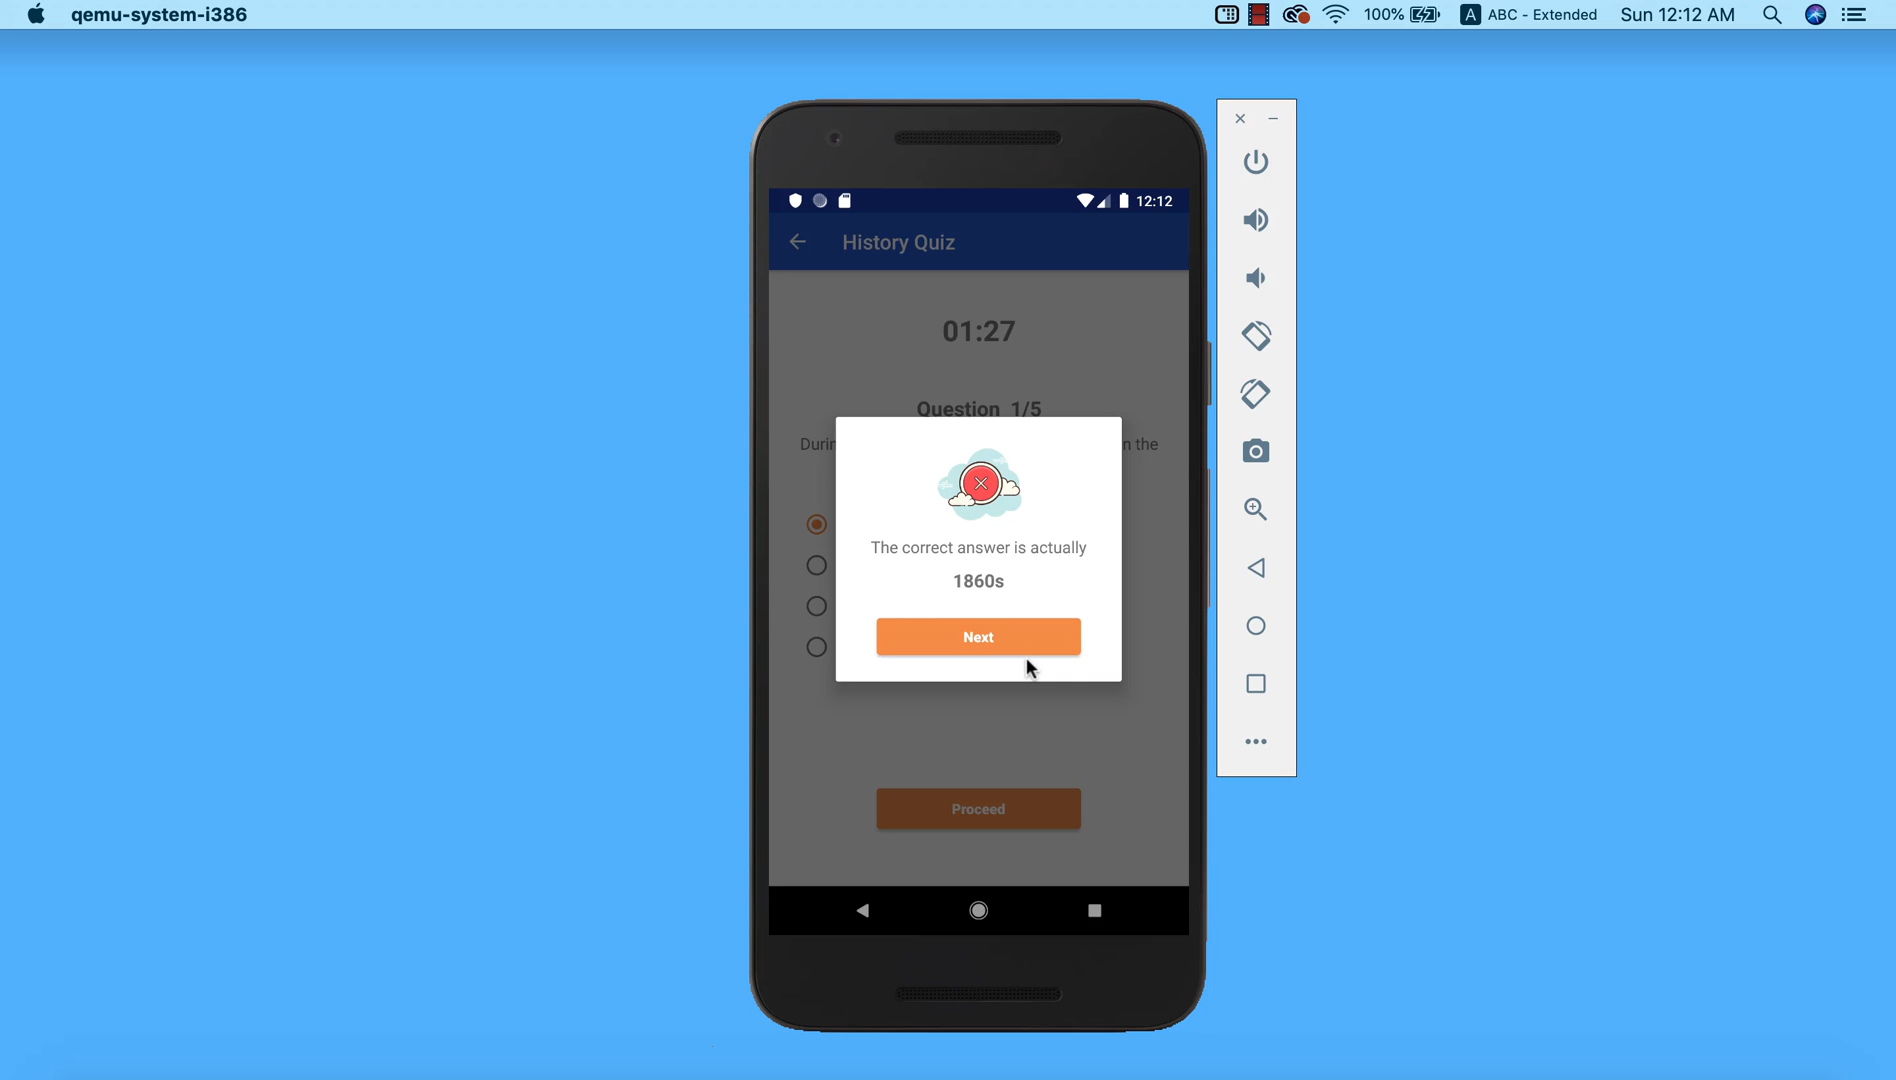 qemu-system-i386
100%
A ABC - Extended
Sun 12:12 AM
12:12
History Quiz
01:27
Question 1/5
n the
The correct answer is actually
1860s
Next
Proceed